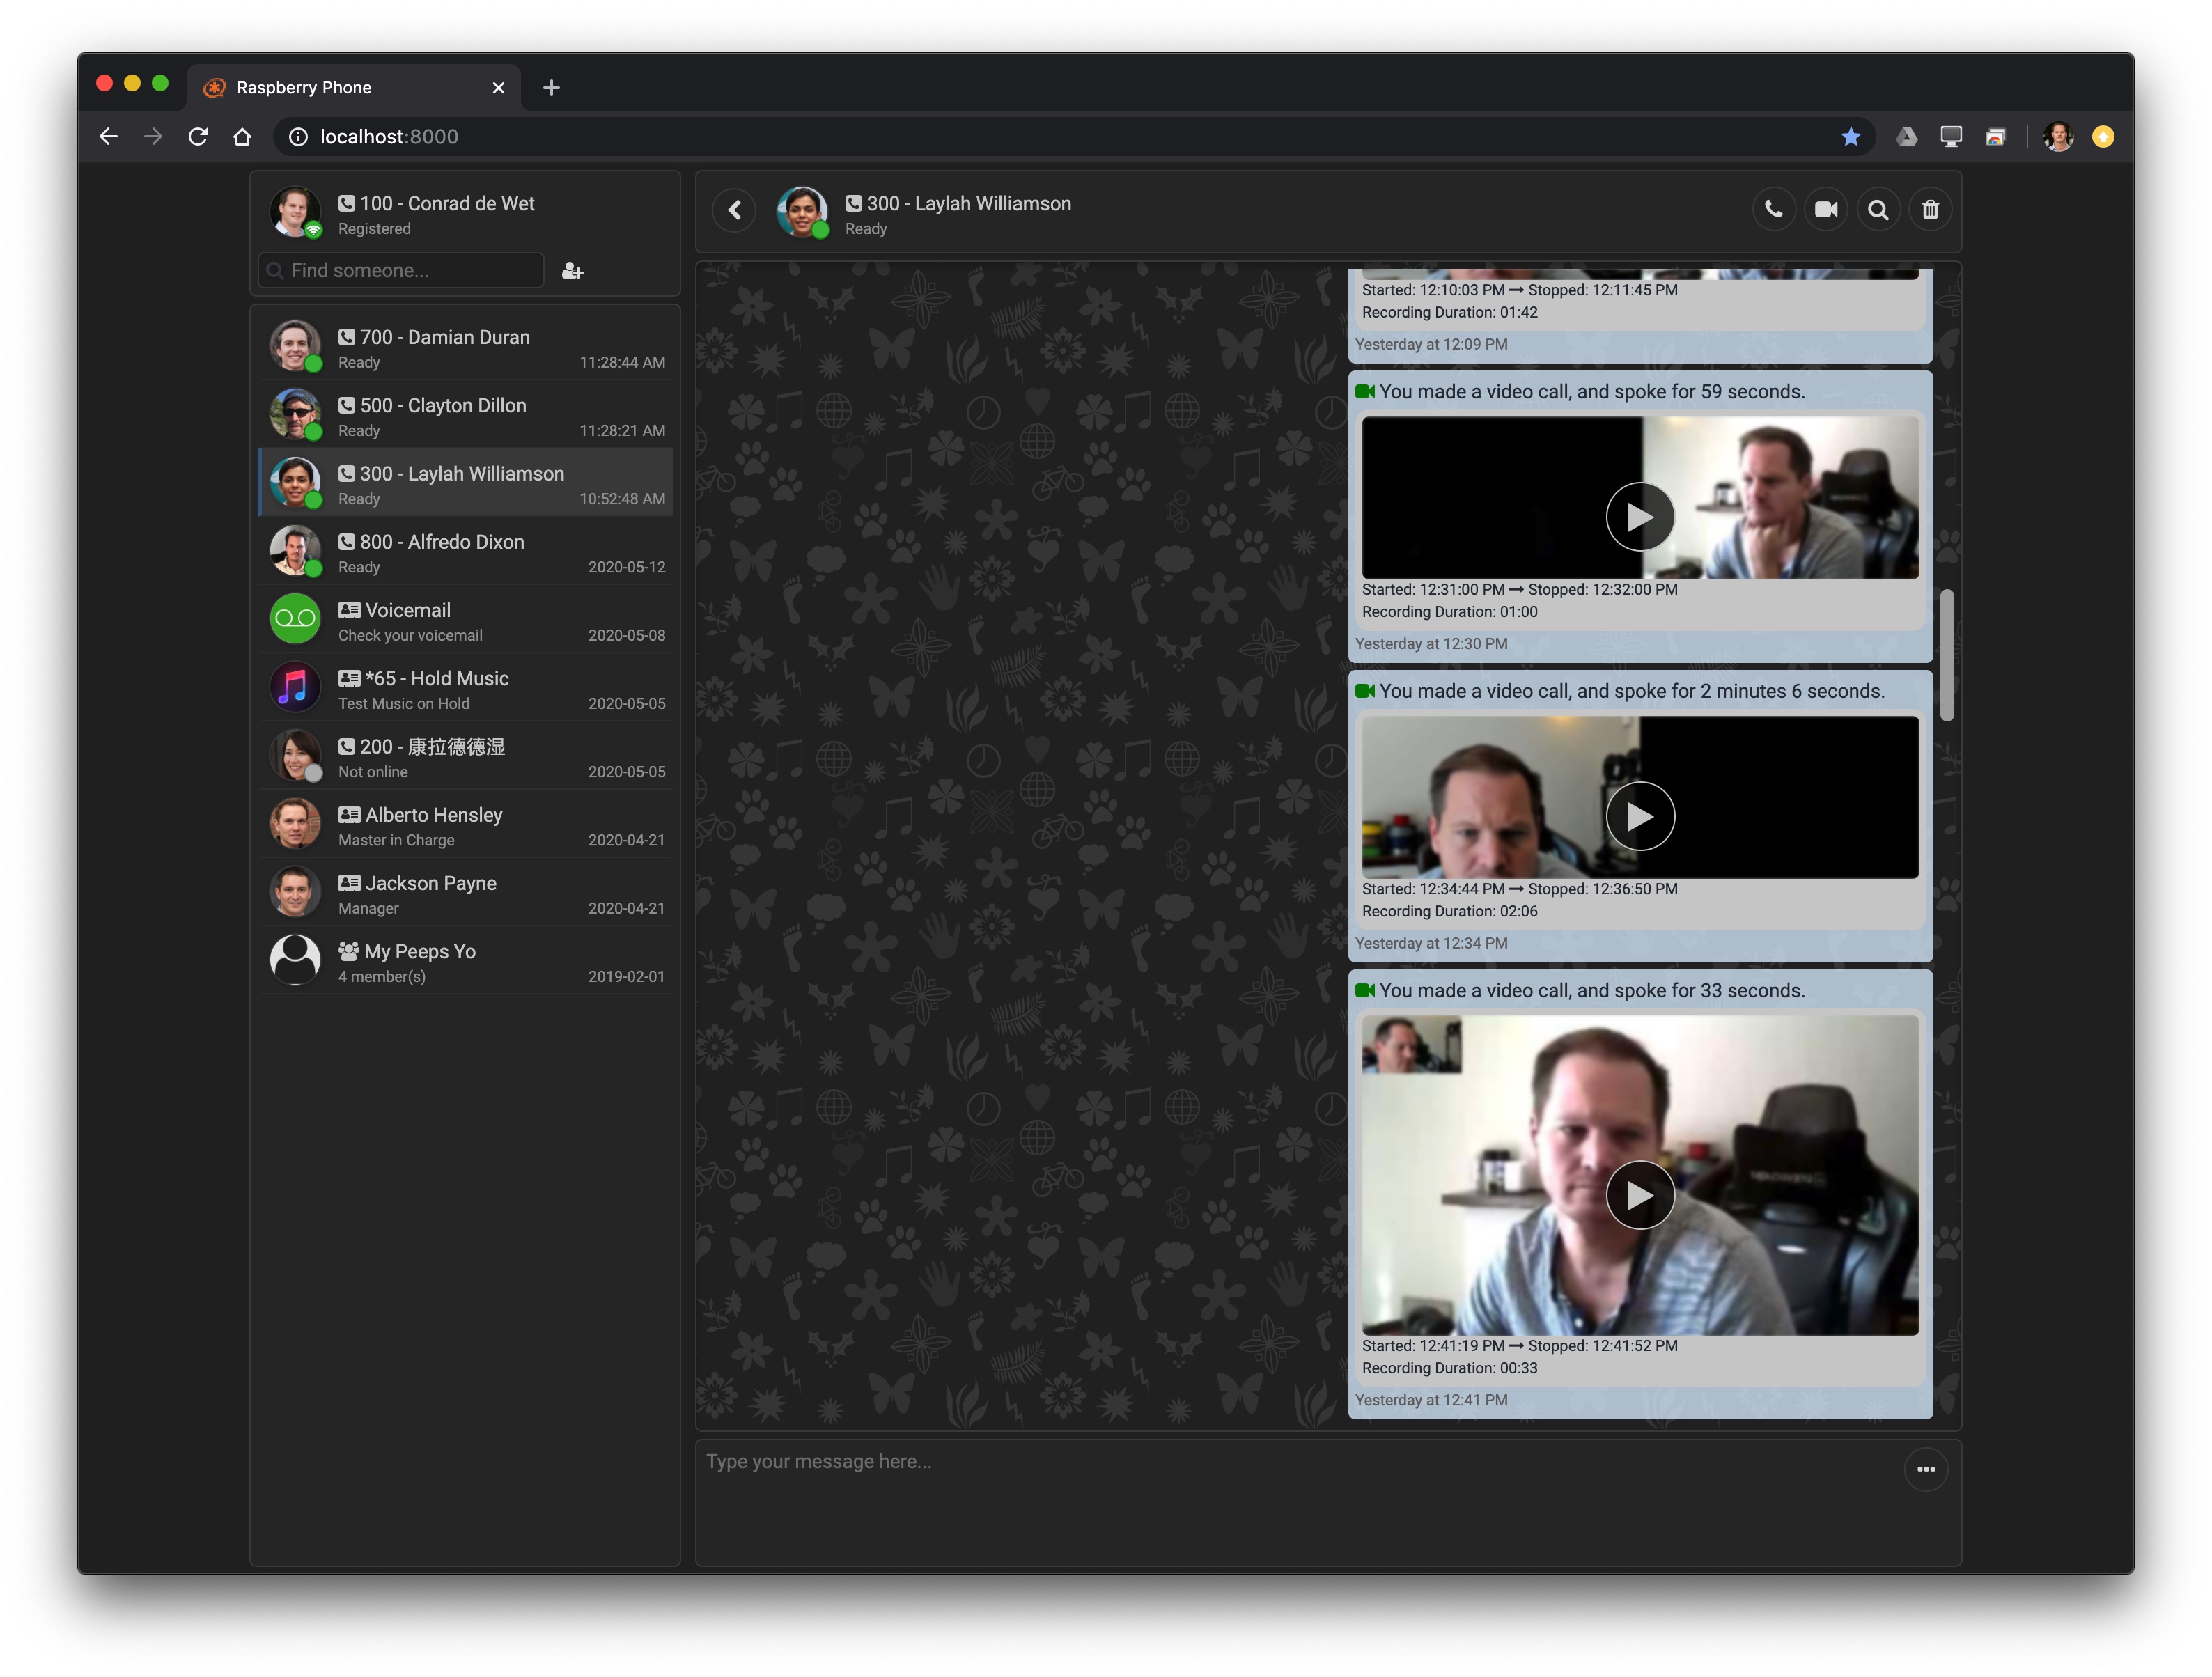 Raspberry Phone
localhost:8000
100 - Conrad de Wet
Registered
Find someone...
700 - Damian Duran
Ready 11:28:44 AM
500 - Clayton Dillon
Ready 11:28:21 AM
300 - Laylah Williamson
Ready 10:52:48 AM
800 - Alfredo Dixon
Ready 2020-05-12
Voicemail
Check your voicemail 2020-05-08
*65 - Hold Music
Test Music on Hold 2020-05-05
200 - 康拉德德湿
Not online 2020-05-05
Alberto Hensley
Master in Charge 2020-04-21
Jackson Payne
Manager 2020-04-21
My Peeps Yo
4 member(s) 2019-02-01
300 - Laylah Williamson
Ready
Started: 12:10:03 PM → Stopped: 12:11:45 PM
Recording Duration: 01:42
Yesterday at 12:09 PM
You made a video call, and spoke for 59 seconds.
Started: 12:31:00 PM → Stopped: 12:32:00 PM
Recording Duration: 01:00
Yesterday at 12:30 PM
You made a video call, and spoke for 2 minutes 6 seconds.
Started: 12:34:44 PM → Stopped: 12:36:50 PM
Recording Duration: 02:06
Yesterday at 12:34 PM
You made a video call, and spoke for 33 seconds.
Started: 12:41:19 PM → Stopped: 12:41:52 PM
Recording Duration: 00:33
Yesterday at 12:41 PM
Type your message here...